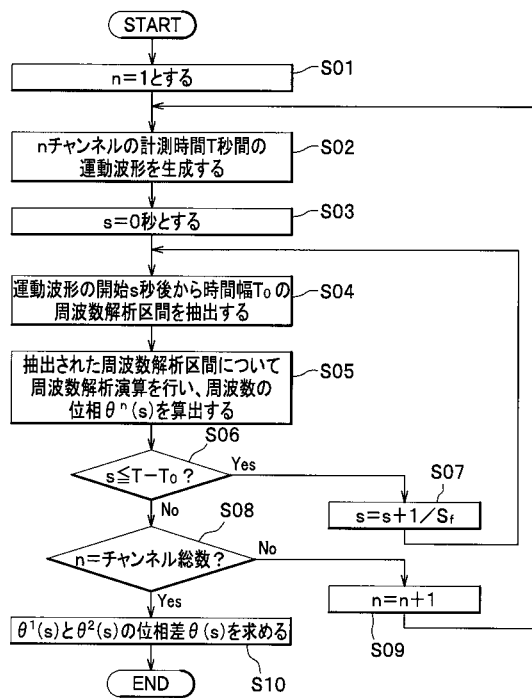 START
n=1とする
S01
nチャンネルの計測時間T秒間の
運動波形を生成する
S02
s=0秒とする
S03
運動波形の開始s秒後から時間幅T₀の
周波数解析区間を抽出する
S04
抽出された周波数解析区間について
周波数解析演算を行い、周波数の
位相θⁿ(s)を算出する
S05
S06
s≦T−T₀?
Yes
No
S07
s=s+1/Sf
S08
n=チャンネル総数?
No
Yes
n=n+1
S09
θ¹(s)とθ²(s)の位相差θ(s)を求める
S10
END